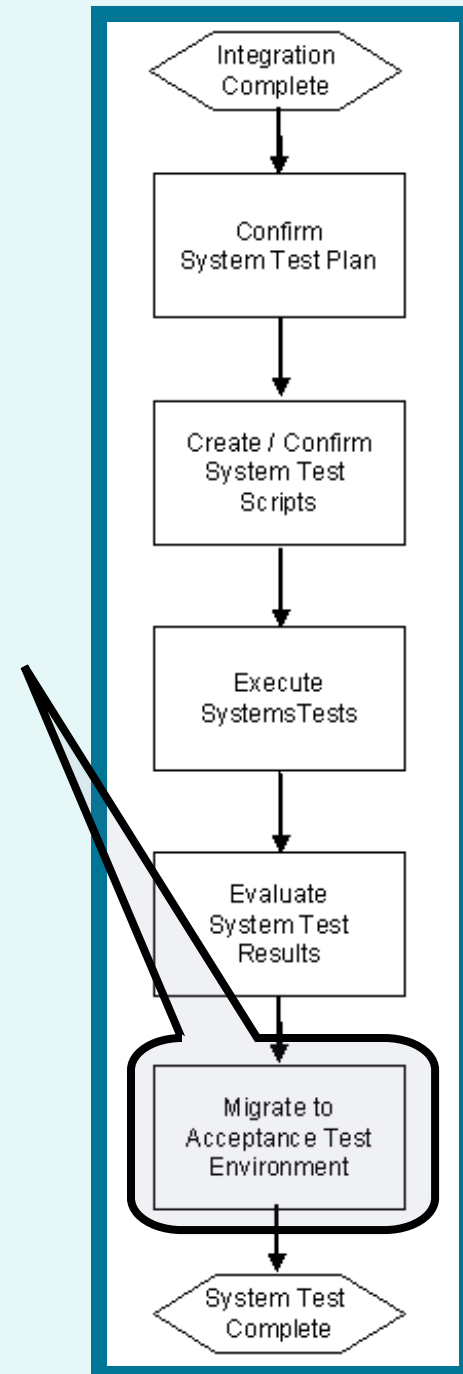 Integration
Complete
Confirm
System Test Plan
Create / Confirm
System Test
Scripts
Execute
SystemsTests
Evaluate
System Test
Results
Migrate to
Acceptance Test
Environment
System Test
Complete